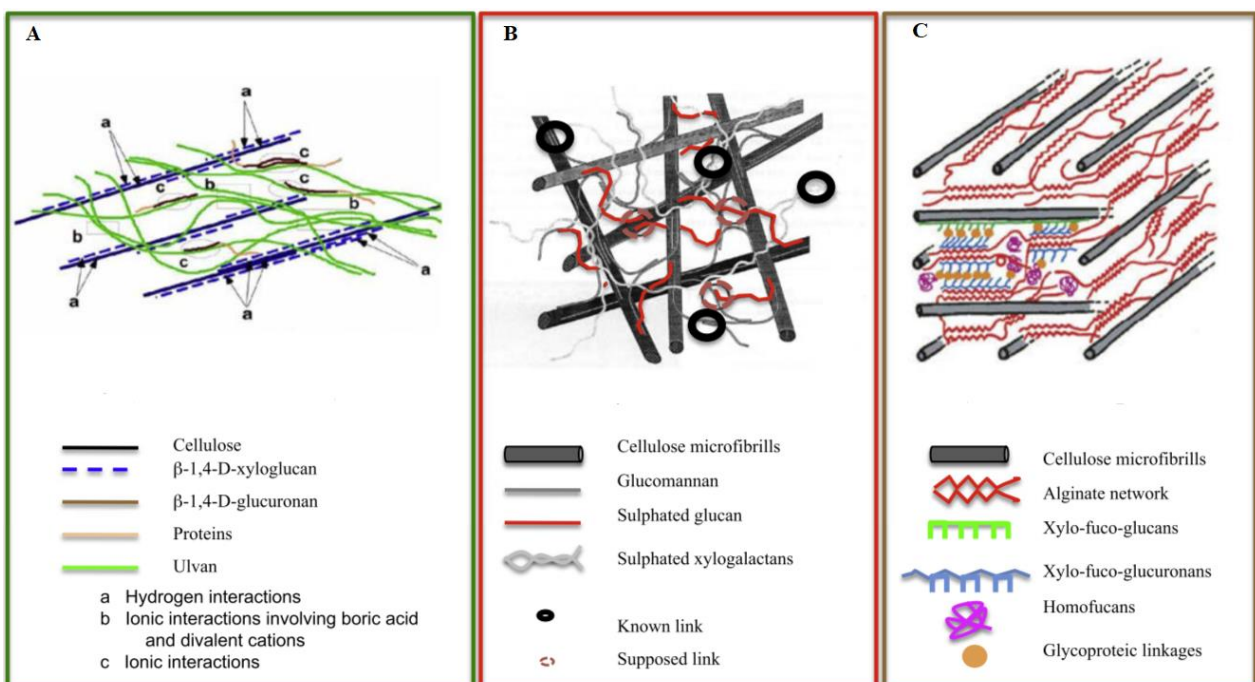 A
a
a
c
c
b
c
c
b
b
c
a
a
a
Cellulose
β-1,4-D-xyloglucan
β-1,4-D-glucuronan
Proteins
Ulvan
a Hydrogen interactions
b Ionic interactions involving boric acid
and divalent cations
c Ionic interactions
B
Cellulose microfibrills
Glucomannan
Sulphated glucan
Sulphated xylogalactans
Known link
Supposed link
C
Cellulose microfibrills
Alginate network
Xylo-fuco-glucans
Xylo-fuco-glucuronans
Homofucans
Glycoproteic linkages